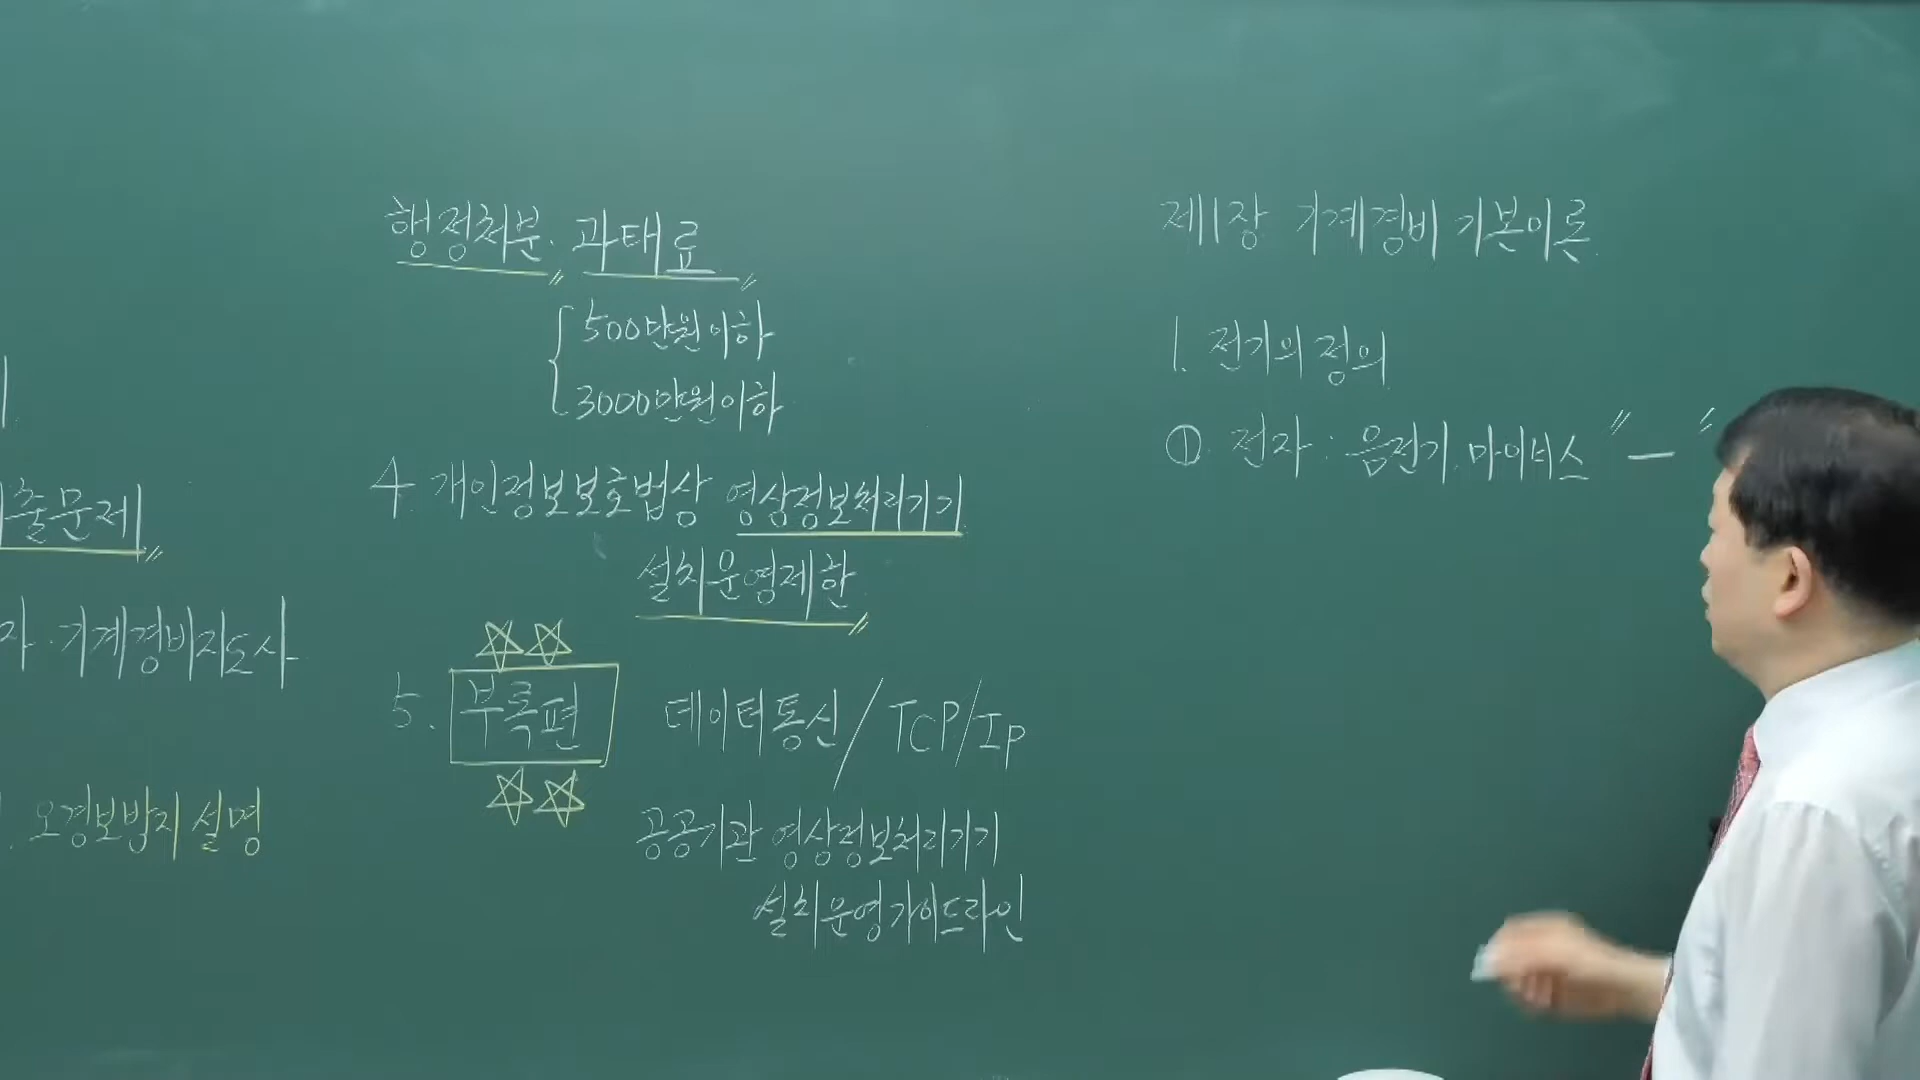 출문제
기계경비지도사
오경보방지 설명
행정처분. 과태료
500만원이하
3000만원이하
4. 개인정보보호법상 영상정보처리기기
설치운영제한
5. 부록편 데이터통신/TCP/IP
공공기관 영상정보처리기기
설치운영가이드라인
제1장 기계경비 기본이론
1. 전기의 정의
① 전자 : 음전기. 마이너스 "ー"